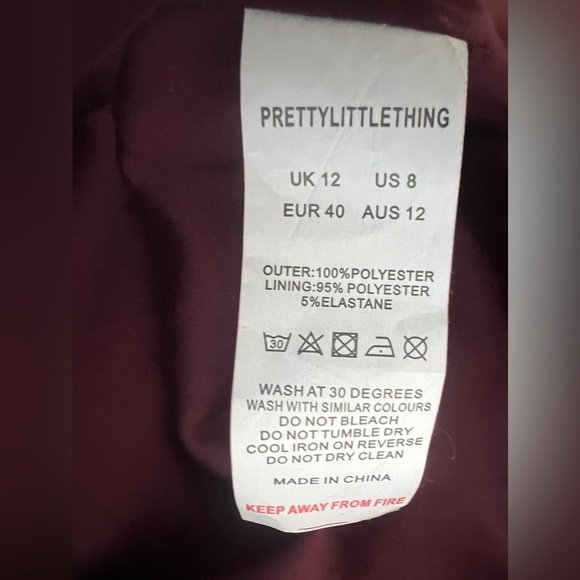 PRETTYLITTLETHING
UK 12 US 8
EUR 40 AUS 12
OUTER:100%POLYESTER
LINING:95% POLYESTER
5%ELASTANE
30
WASH AT 30 DEGREES
WASH WITH SIMILAR COLOURS
DO NOT BLEACH
DO NOT TUMBLE DRY
COOL IRON ON REVERSE
DO NOT DRY CLEAN
MADE IN CHINA
KEEP AWAY FROM FIRE